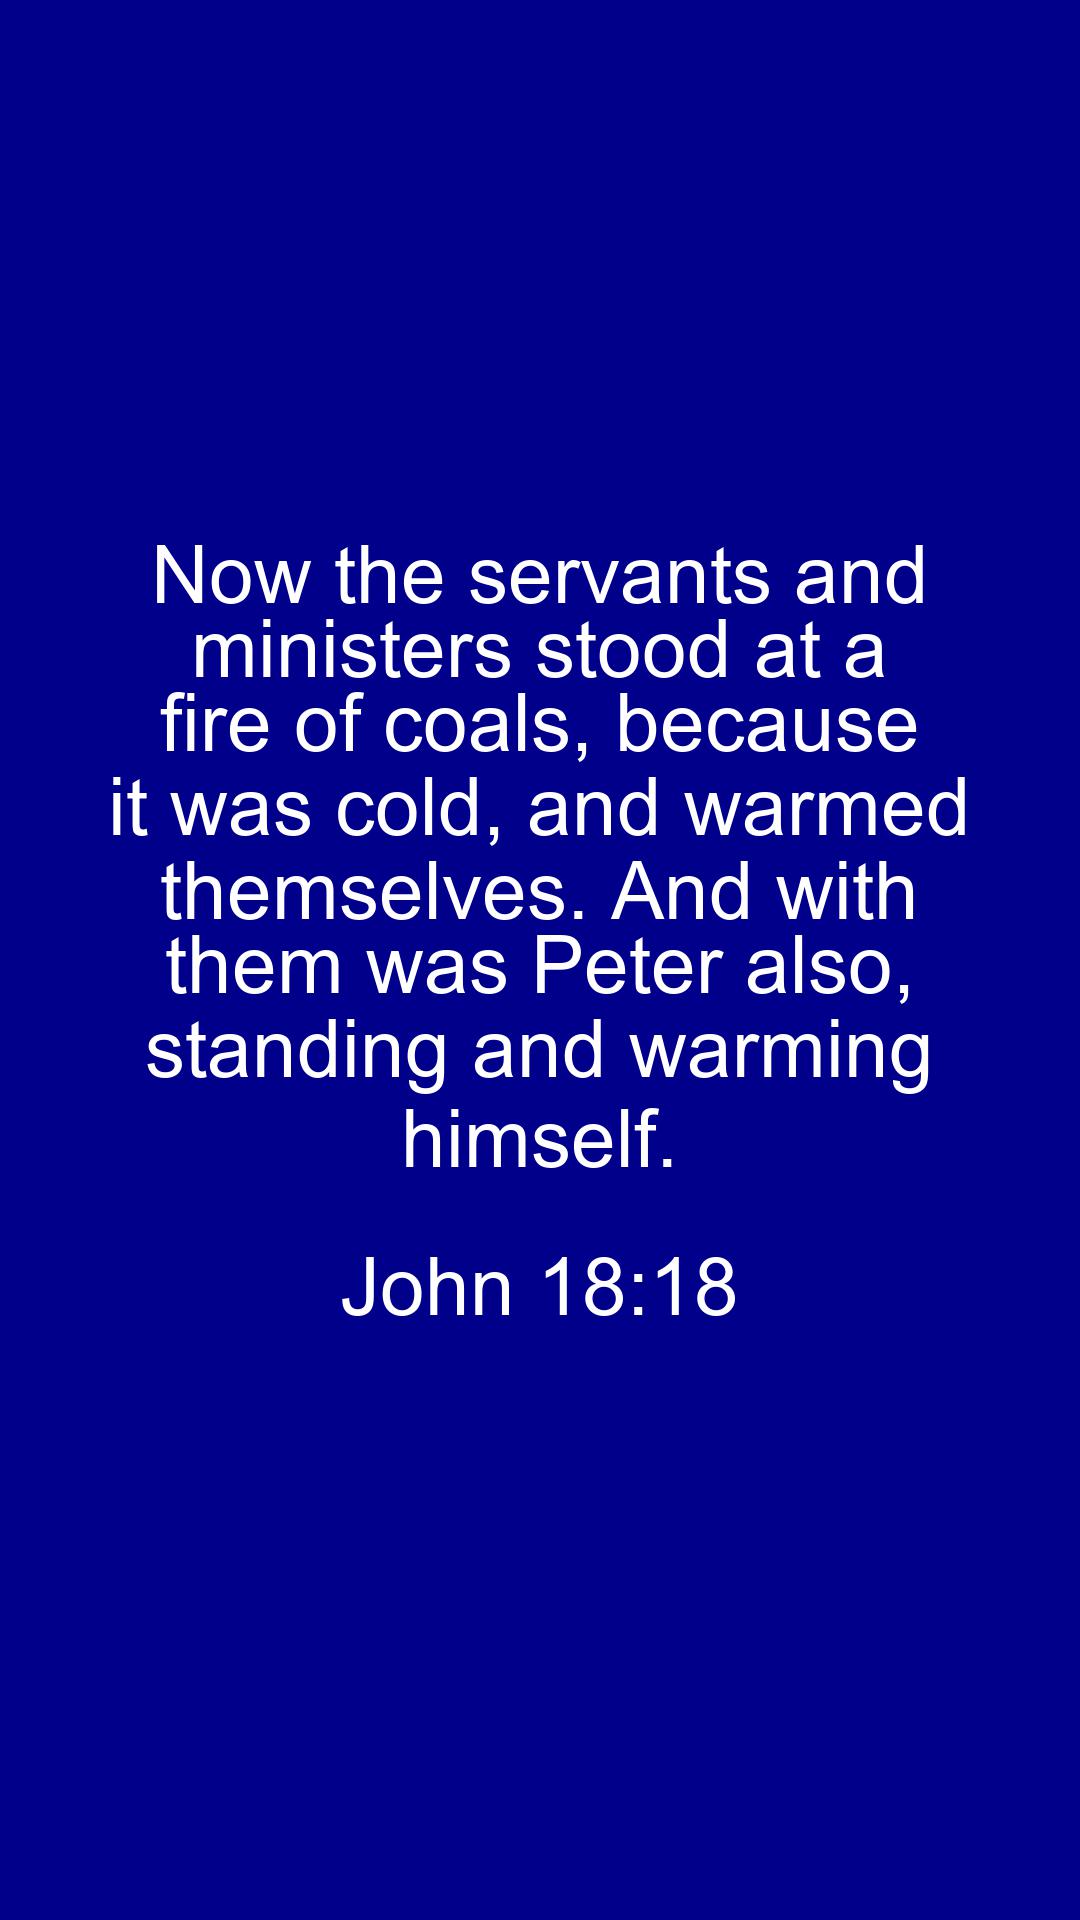 Now the servants and
ministers stood at a
fire of coals, because
it was cold, and warmed
themselves. And with
them was Peter also,
standing and warming
himself.
John 18:18